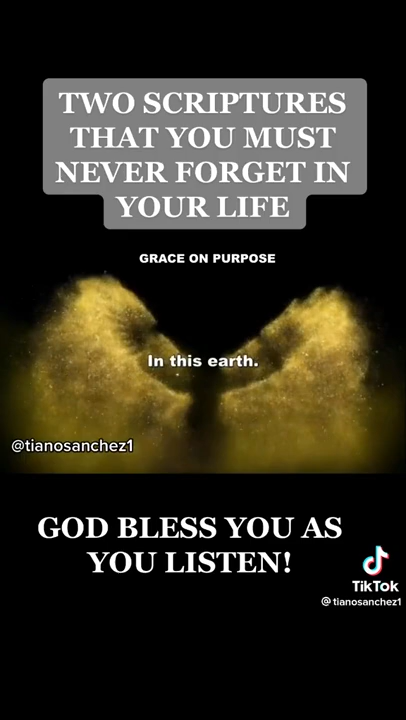 TWO SCRIPTURES
THAT YOU MUST
NEVER FORGET IN
YOUR LIFE
GRACE ON PURPOSE
In this earth.
@tianosanchez1
GOD BLESS YOU AS
YOU LISTEN!
TikTok
@tianosanchez1